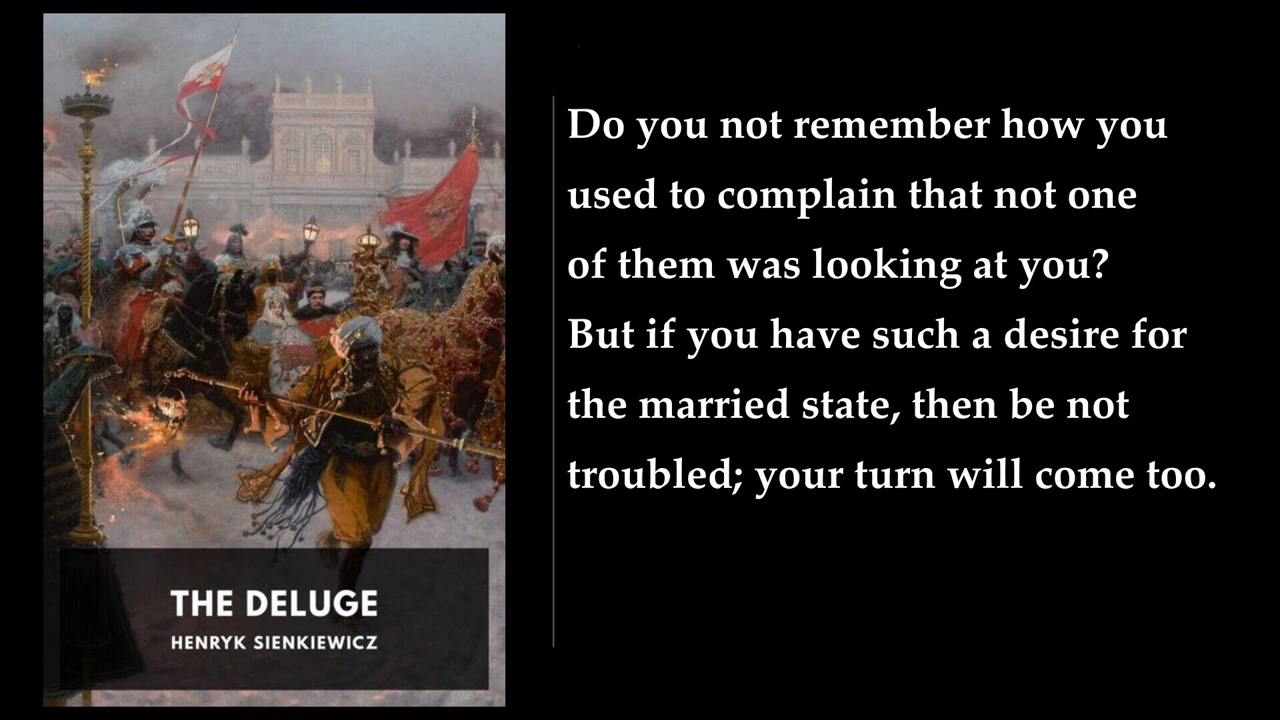 Do you not remember how you
used to complain that not one
of them was looking at you?
But if you have such a desire for
the married state, then be not
troubled; your turn will come too.
THE DELUGE
HENRYK SIENKIEWICZ